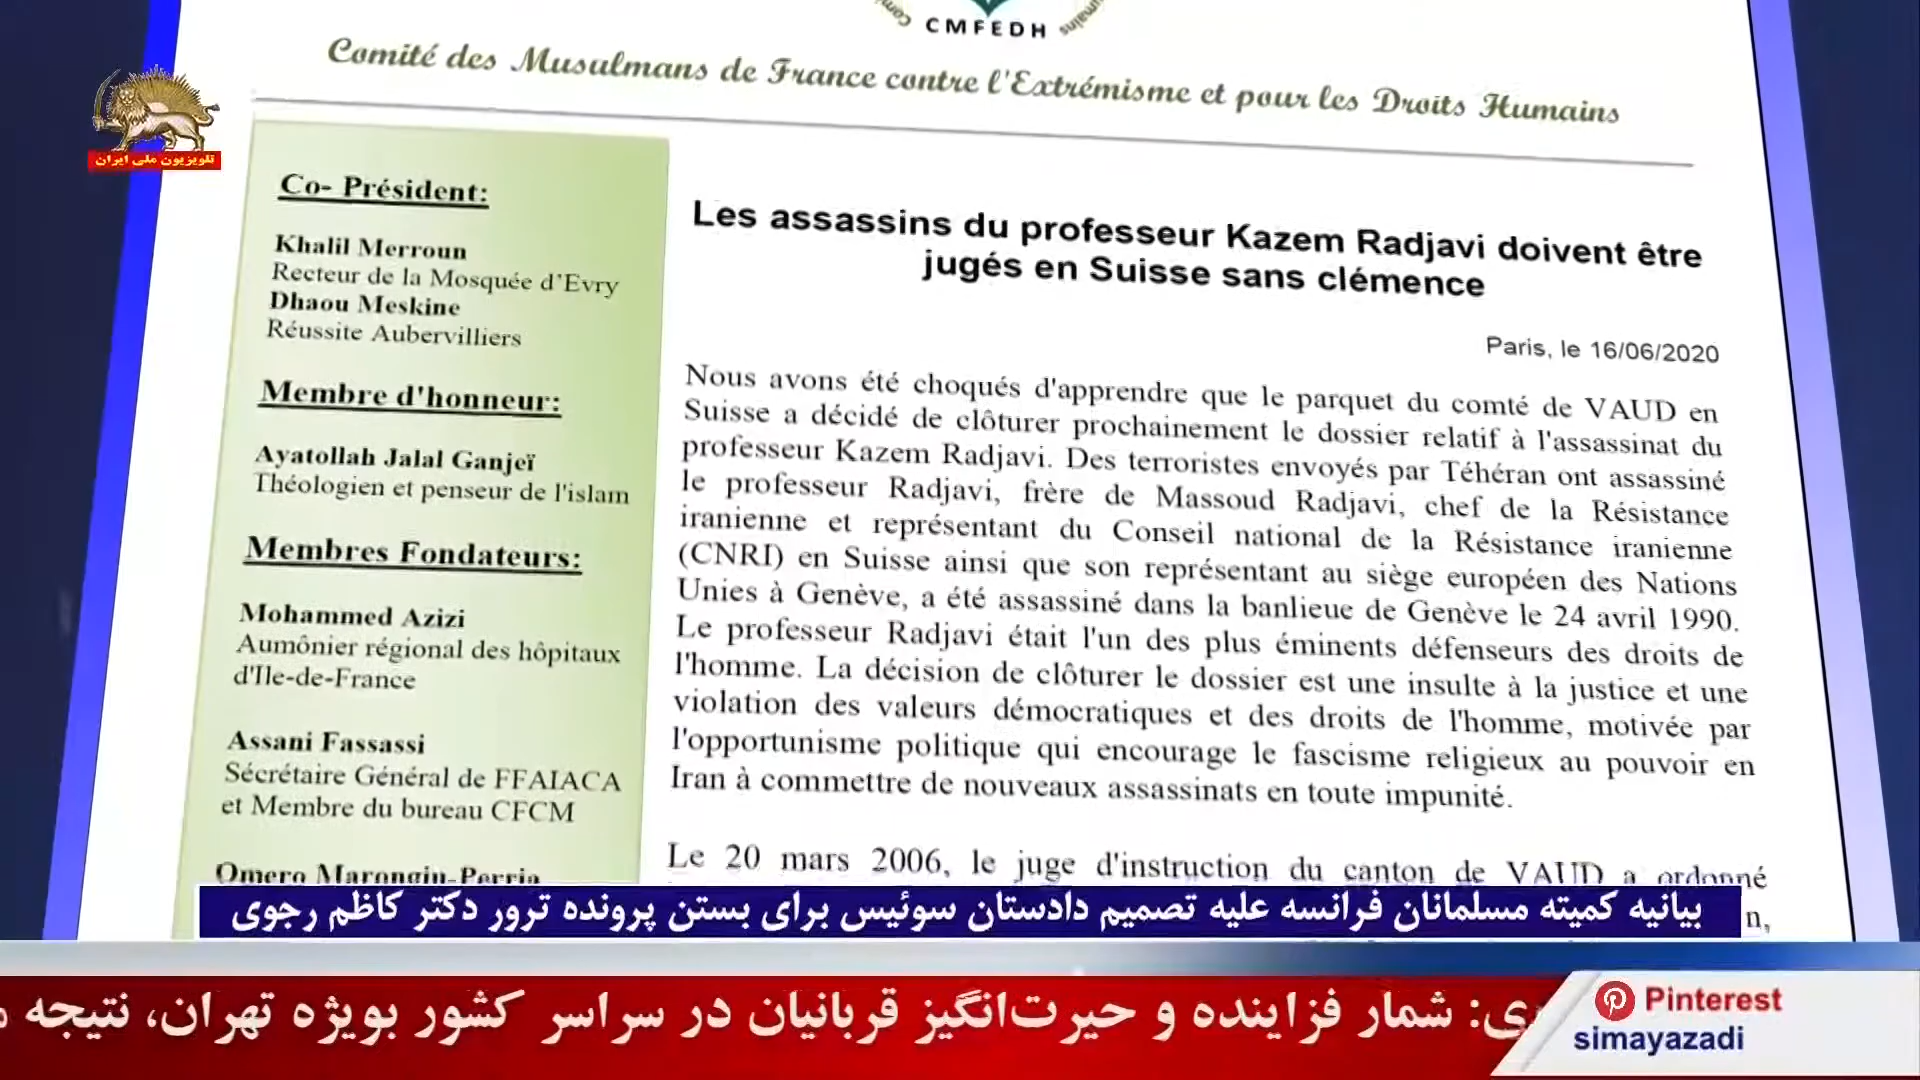 CMFEDH
Comité des Musulmans de France contre l'Extrémisme et pour les Droits Humains
تلویزیون ملی ایران
Co- Président:
Khalil Merroun
Recteur de la Mosquée d’Evry
Dhaou Meskine
Réussite Aubervilliers
Membre d'honneur:
Ayatollah Jalal Ganjeï
Théologien et penseur de l'islam
Membres Fondateurs:
Mohammed Azizi
Aumônier régional des hôpitaux
d'Ile-de-France
Assani Fassassi
Sécrétaire Général de FFAIACA
et Membre du bureau CFCM
Omero Marongiu-Perria
Les assassins du professeur Kazem Radjavi doivent être
jugés en Suisse sans clémence
Paris, le 16/06/2020
Nous avons été choqués d'apprendre que le parquet du comté de VAUD en
Suisse a décidé de clôturer prochainement le dossier relatif à l'assassinat du
professeur Kazem Radjavi. Des terroristes envoyés par Téhéran ont assassiné
le professeur Radjavi, frère de Massoud Radjavi, chef de la Résistance
iranienne et représentant du Conseil national de la Résistance iranienne
(CNRI) en Suisse ainsi que son représentant au siège européen des Nations
Unies à Genève, a été assassiné dans la banlieue de Genève le 24 avril 1990.
Le professeur Radjavi était l'un des plus éminents défenseurs des droits de
l'homme. La décision de clôturer le dossier est une insulte à la justice et une
violation des valeurs démocratiques et des droits de l'homme, motivée par
l'opportunisme politique qui encourage le fascisme religieux au pouvoir en
Iran à commettre de nouveaux assassinats en toute impunité.
Le 20 mars 2006, le juge d'instruction du canton de VAUD a ordonné
بیانیه کمیته مسلمانان فرانسه علیه تصمیم دادستان سوئیس برای بستن پرونده ترور دکتر کاظم رجوی
شمار فزاینده و حیرت‌انگیز قربانیان در سراسر کشور بویژه تهران، نتیجه
Pinterest
simayazadi